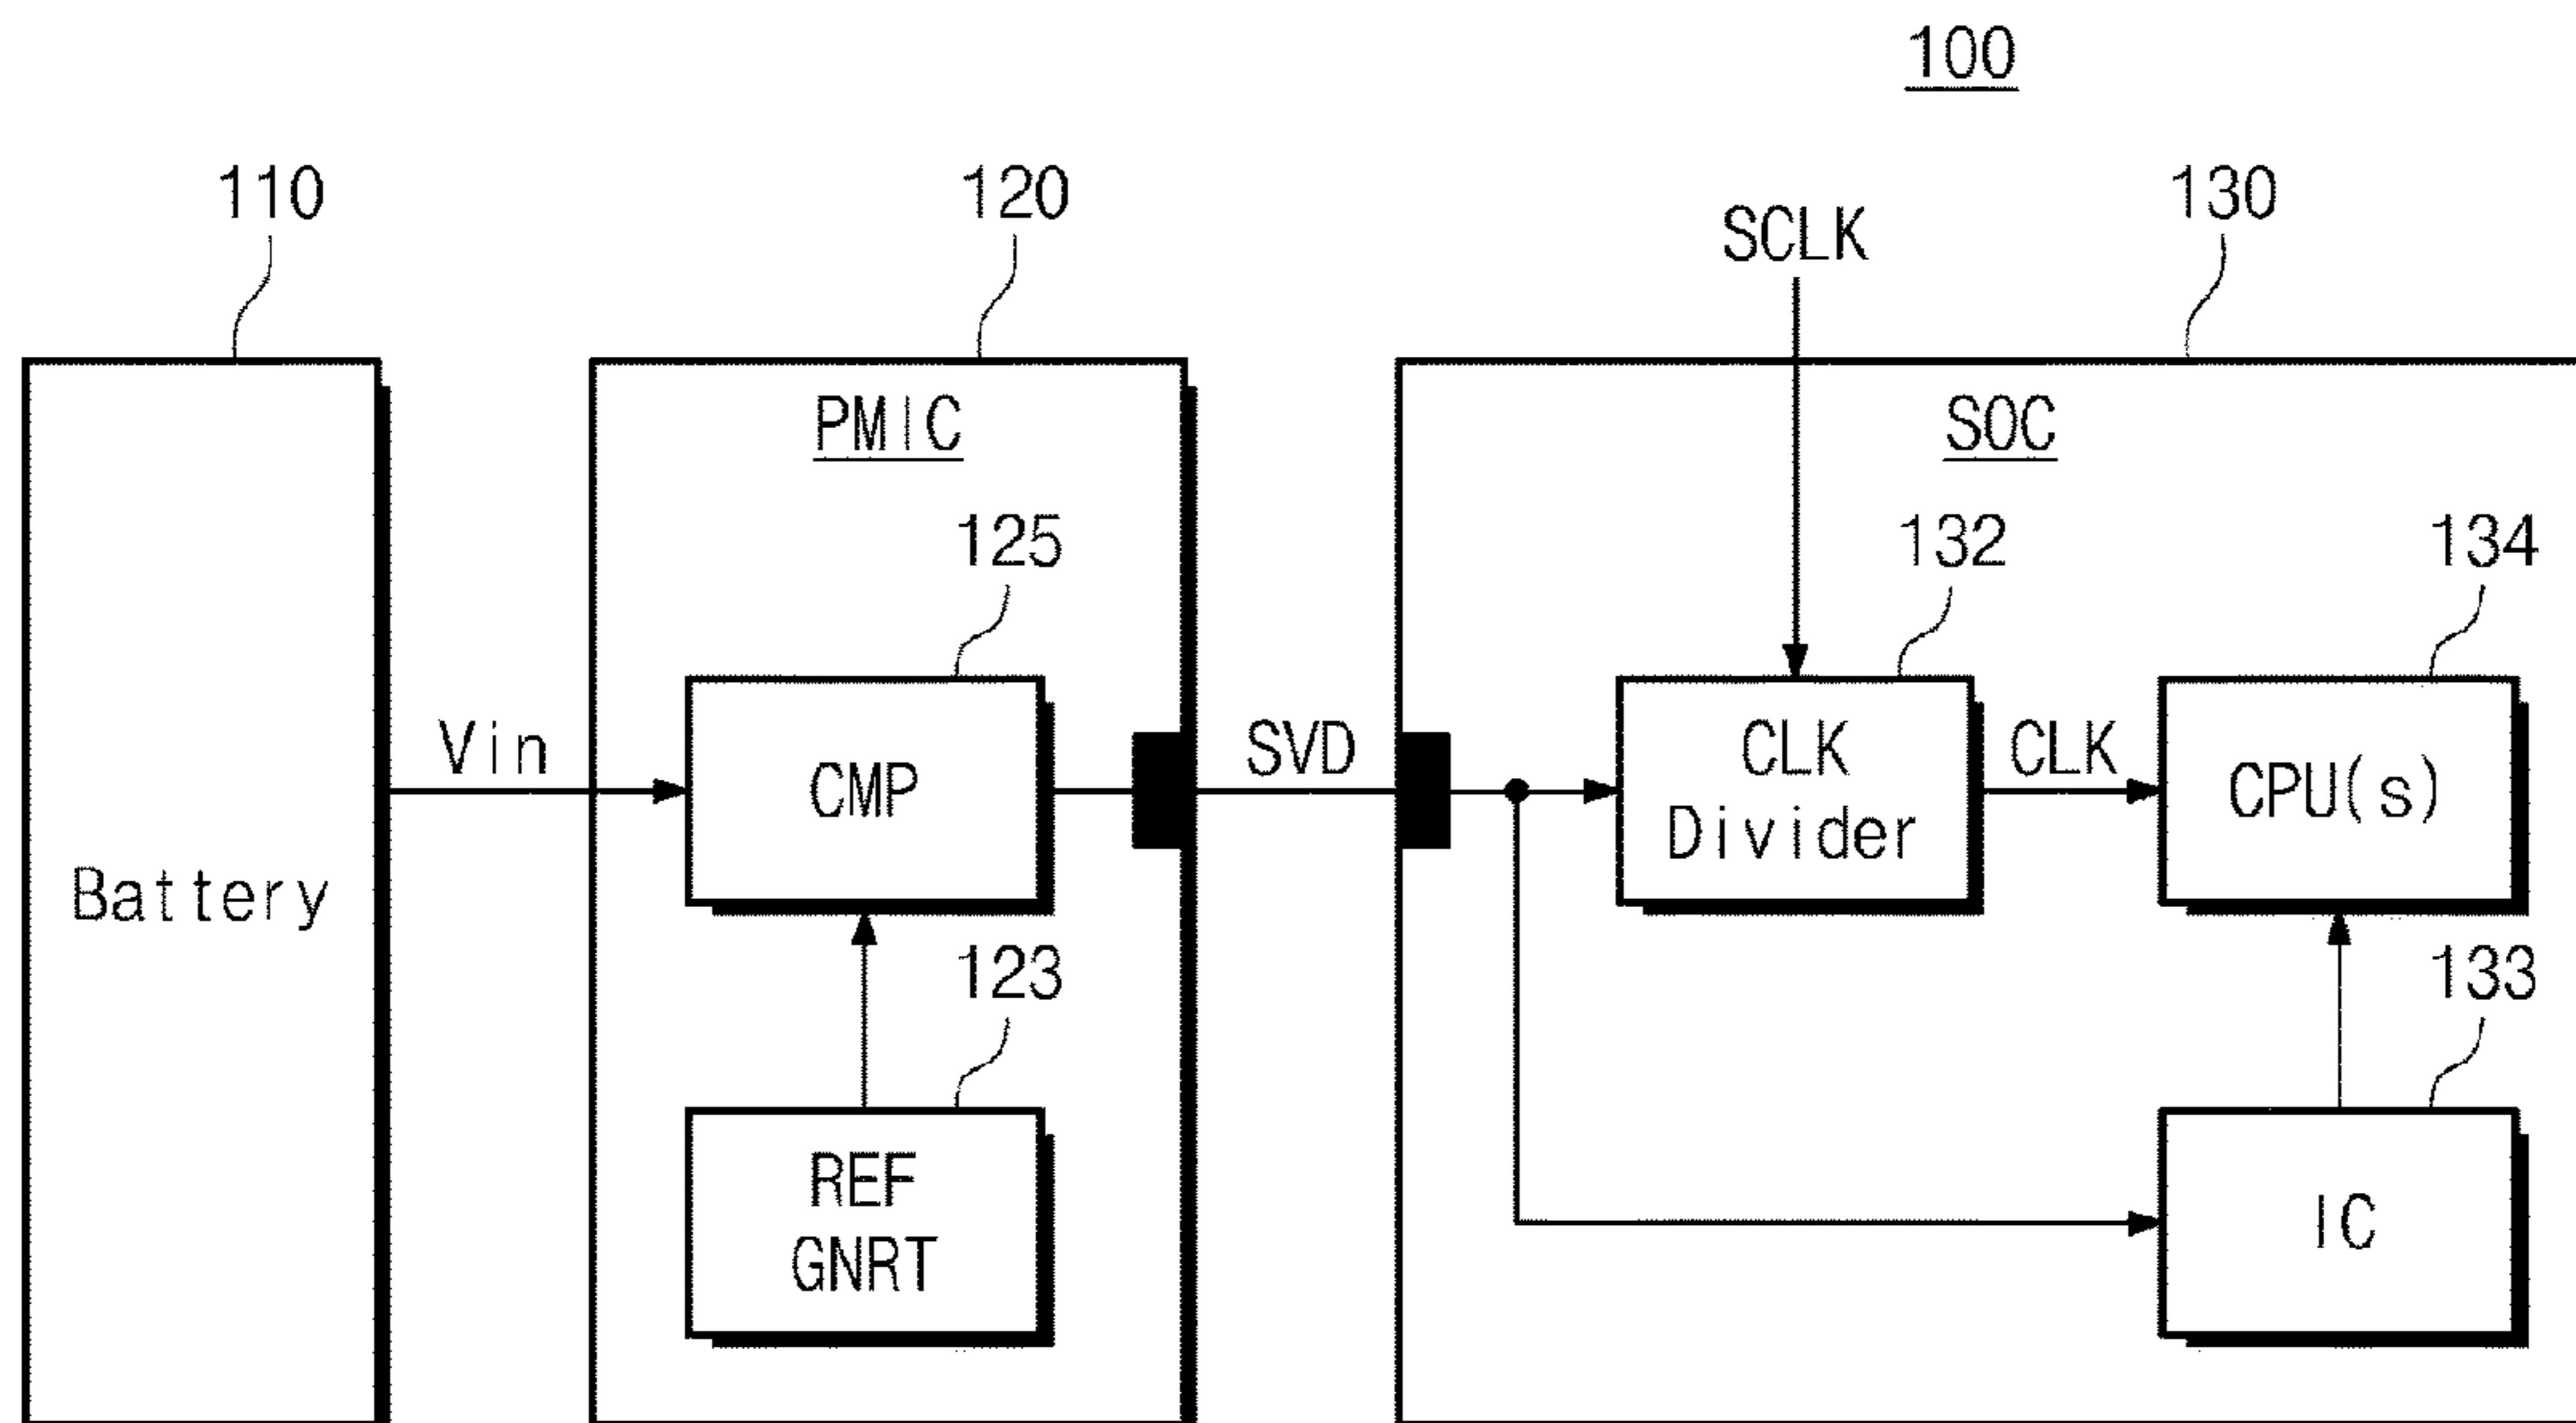 100
110
120
130
SCLK
PMIC
SOC
125
132
134
Vin
CMP
SVD
CLK
Divider
CLK
CPU(s)
Battery
123
133
REF
GNRT
IC